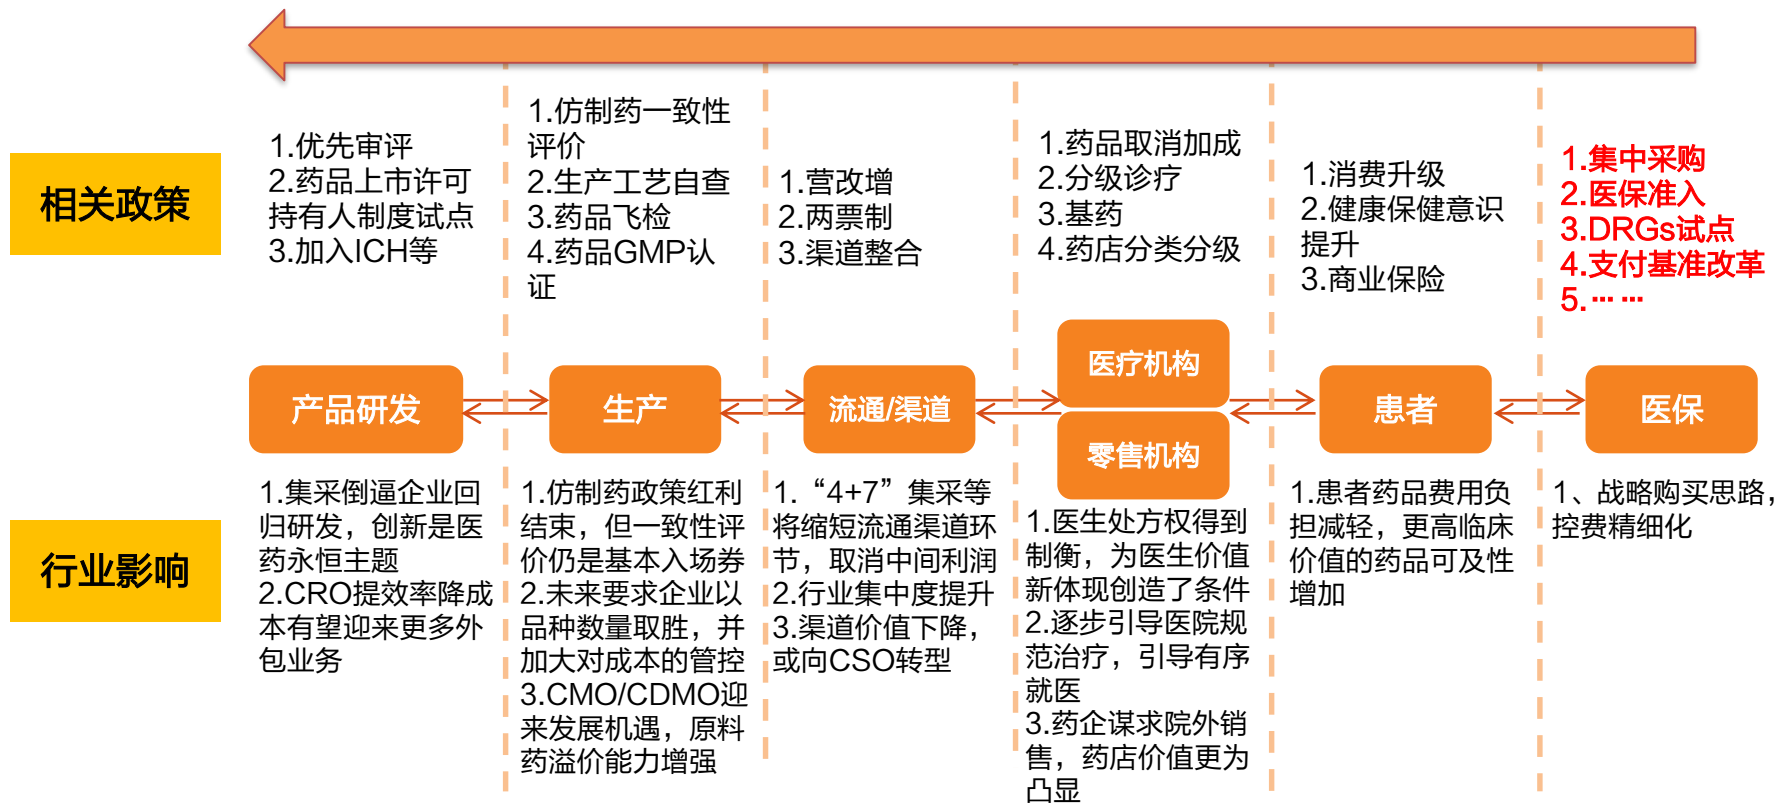 相关政策
1.优先审评
2.药品上市许可
持有人制度试点
3.加入ICH等
1.仿制药一致性
评价
2.生产工艺自查
3.药品飞检
4.药品GMP认
证
1.营改增
2.两票制
3.渠道整合
1.药品取消加成
2.分级诊疗
3.基药
4.药店分类分级
1.消费升级
2.健康保健意识
提升
3.商业保险
1.集中采购
2.医保准入
3.DRGs试点
4.支付基准改革
5.……
产品研发
生产
流通/渠道
医疗机构
零售机构
患者
医保
行业影响
1.集采倒逼企业回
归研发，创新是医
药永恒主题
2.CRO提效率降成
本有望迎来更多外
包业务
1.仿制药政策红利
结束，但一致性评
价仍是基本入场券
2.未来要求企业以
品种数量取胜，并
加大对成本的管控
3.CMO/CDMO迎
来发展机遇，原料
药溢价能力增强
1.“4+7”集采等
将缩短流通渠道环
节，取消中间利润
2.行业集中度提升
3.渠道价值下降，
或向CSO转型
1.医生处方权得到
制衡，为医生价值
新体现创造了条件
2.逐步引导医院规
范治疗，引导有序
就医
3.药企谋求院外销
售，药店价值更为
凸显
1.患者药品费用负
担减轻，更高临床
价值的药品可及性
增加
1、战略购买思路，
控费精细化